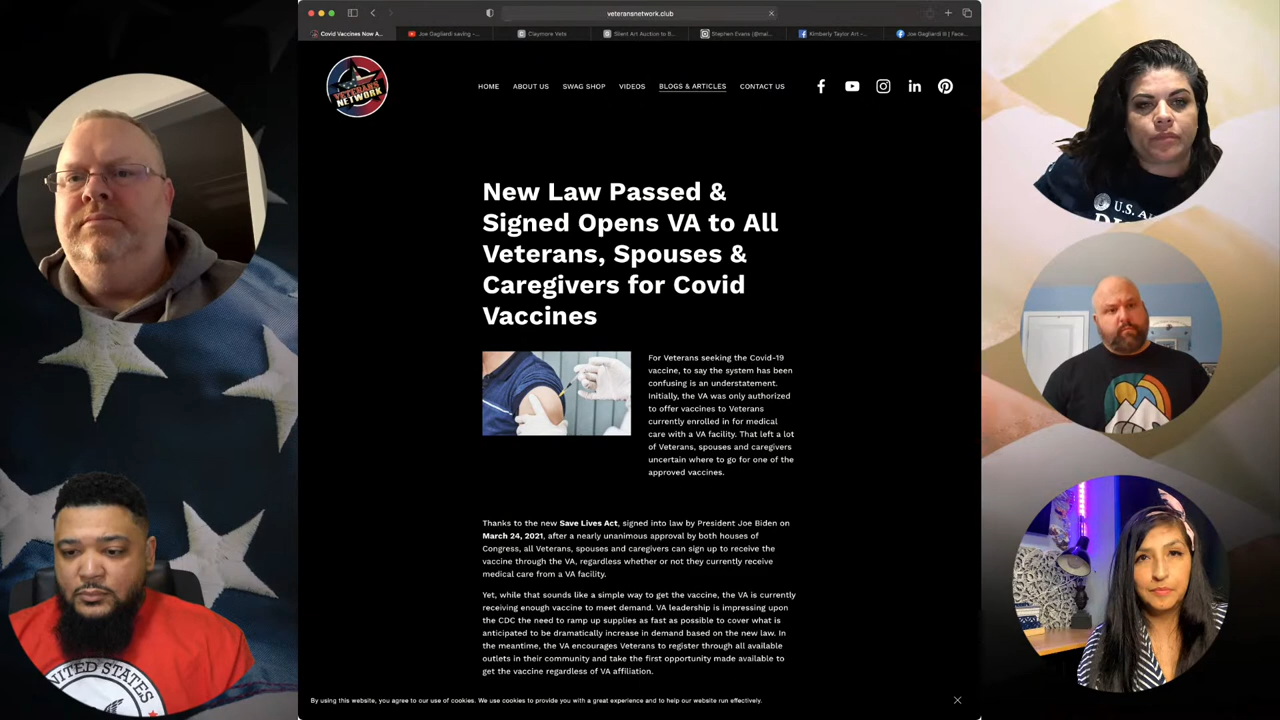 veteransnetwork.club
Covid Vaccines Now A...
Joe Gagliardi saving -...
Claymore Vets
Silent Art Auction to B...
Stephen Evans (@mai...
Kimberly Taylor Art -...
Joe Gagliardi III | Face...
VETERANS
NETWORK
HOME
ABOUT US
SWAG SHOP
VIDEOS
BLOGS & ARTICLES
CONTACT US
New Law Passed &
Signed Opens VA to All
Veterans, Spouses &
Caregivers for Covid
Vaccines
For Veterans seeking the Covid-19
vaccine, to say the system has been
confusing is an understatement.
Initially, the VA was only authorized
to offer vaccines to Veterans
currently enrolled in for medical
care with a VA facility. That left a lot
of Veterans, spouses and caregivers
uncertain where to go for one of the
approved vaccines.
Thanks to the new Save Lives Act, signed into law by President Joe Biden on
March 24, 2021, after a nearly unanimous approval by both houses of
Congress, all Veterans, spouses and caregivers can sign up to receive the
vaccine through the VA, regardless whether or not they currently receive
medical care from a VA facility.
Yet, while that sounds like a simple way to get the vaccine, the VA is currently
receiving enough vaccine to meet demand. VA leadership is impressing upon
the CDC the need to ramp up supplies as fast as possible to cover what is
anticipated to be dramatically increase in demand based on the new law. In
the meantime, the VA encourages Veterans to register through all available
outlets in their community and take the first opportunity made available to
get the vaccine regardless of VA affiliation.
By using this website, you agree to our use of cookies. We use cookies to provide you with a great experience and to help our website run effectively.
U.S. A
UNITED STATES